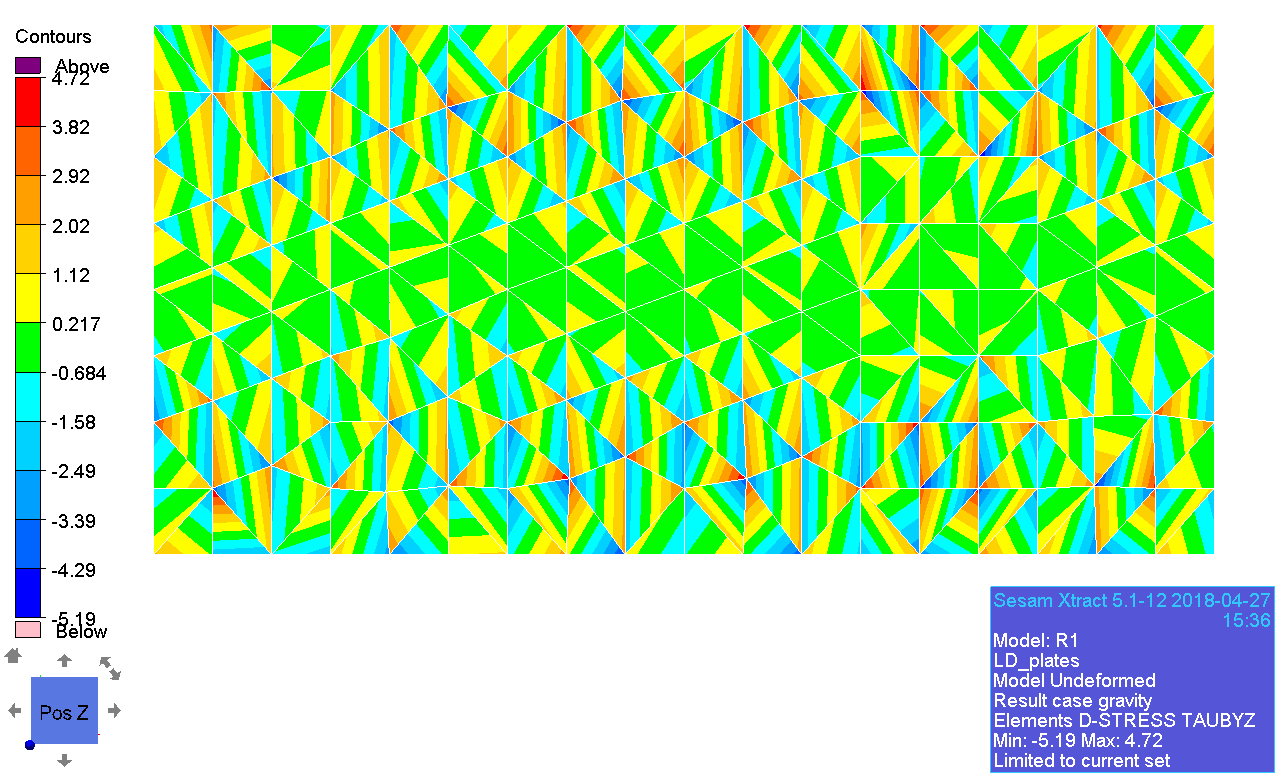 Contours
Above
4.72
3.82
2.92
2.02
1.12
0.217
-0.684
-1.58
-2.49
-3.39
-4.29
-5.19
Below
Pos Z
Sesam Xtract 5.1-12 2018-04-27
15:36
Model: R1
LD_plates
Model Undeformed
Result case gravity
Elements D-STRESS TAUBYZ
Min: -5.19 Max: 4.72
Limited to current set